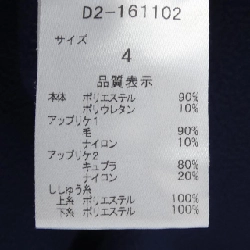 D2-161102
サイズ
4
品質表示
本体 ポリエステル 90%
ポリウレタン 10%
アップリケ1
毛 90%
ナイロン 10%
アップリケ2
キュプラ 80%
ナイロン 20%
ししゅう糸
上糸 ポリエステル 100%
下糸 ポリエステル 100%